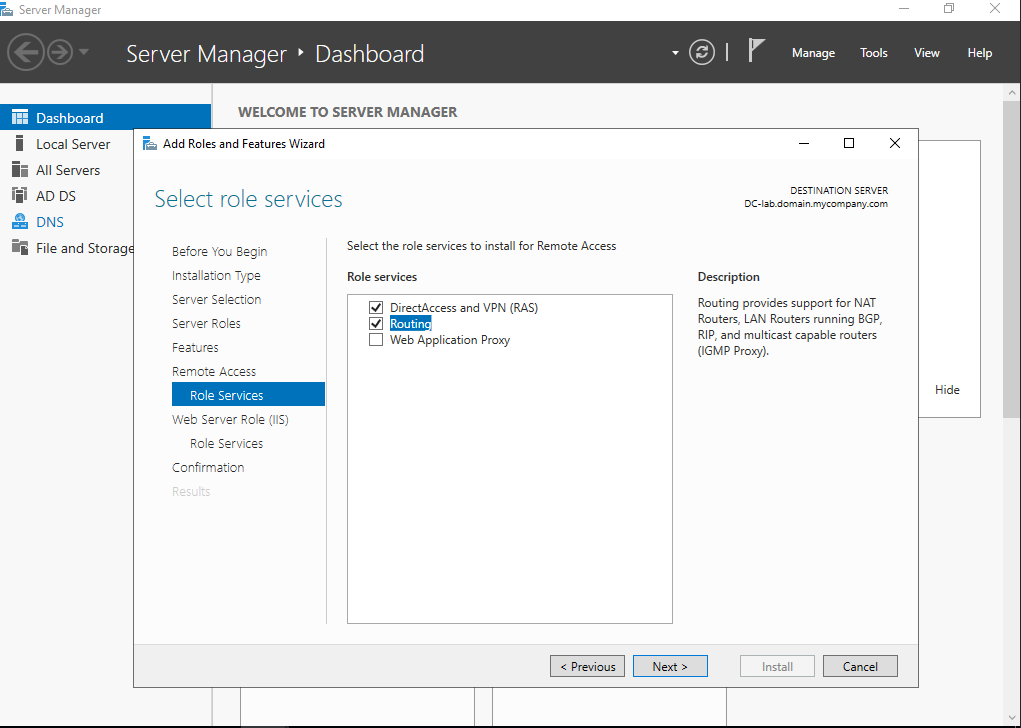 Server Manager
Server Manager ‣ Dashboard
Manage Tools View Help
WELCOME TO SERVER MANAGER
Dashboard
Local Server
All Servers
AD DS
DNS
File and Storage
Hide
Add Roles and Features Wizard
Select role services
DESTINATION SERVER
DC-lab.domain.mycompany.com
Before You Begin
Installation Type
Server Selection
Server Roles
Features
Remote Access
Role Services
Web Server Role (IIS)
Role Services
Confirmation
Results
Select the role services to install for Remote Access
Role services
DirectAccess and VPN (RAS)
Routing
Web Application Proxy
Description
Routing provides support for NAT
Routers, LAN Routers running BGP,
RIP, and multicast capable routers
(IGMP Proxy).
< Previous
Next >
Install
Cancel